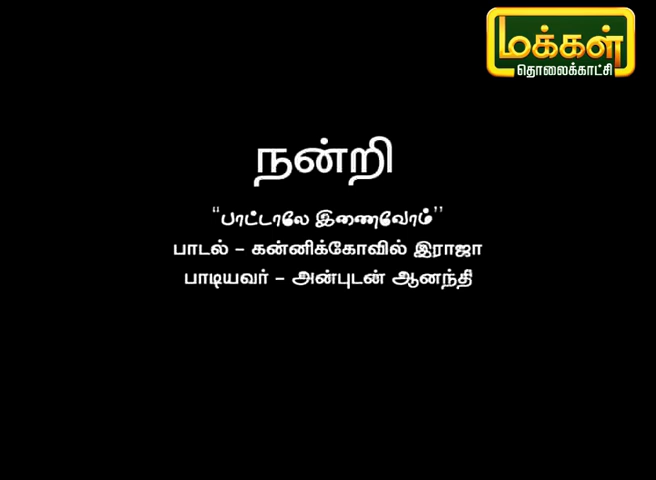 மக்கள்
தொலைக்காட்சி
நன்றி
“பாட்டாலே இணைவோம்”
பாடல் – கன்னிக்கோவில் இராஜா
பாடியவர் – அன்புடன் ஆனந்தி